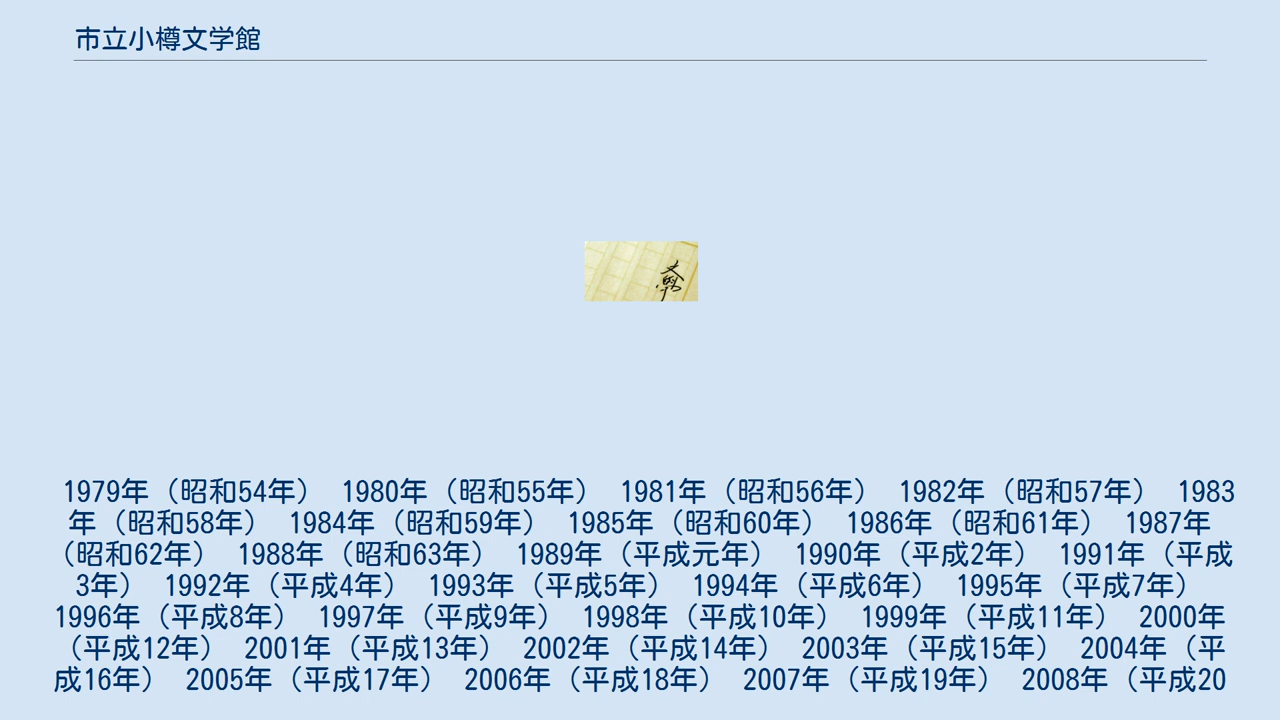 市立小樽文学館
1979年（昭和54年） 1980年（昭和55年） 1981年（昭和56年） 1982年（昭和57年） 1983
年（昭和58年） 1984年（昭和59年） 1985年（昭和60年） 1986年（昭和61年） 1987年
（昭和62年） 1988年（昭和63年） 1989年（平成元年） 1990年（平成2年） 1991年（平成
3年） 1992年（平成4年） 1993年（平成5年） 1994年（平成6年） 1995年（平成7年）
1996年（平成8年） 1997年（平成9年） 1998年（平成10年） 1999年（平成11年） 2000年
（平成12年） 2001年（平成13年） 2002年（平成14年） 2003年（平成15年） 2004年（平
成16年） 2005年（平成17年） 2006年（平成18年） 2007年（平成19年） 2008年（平成20